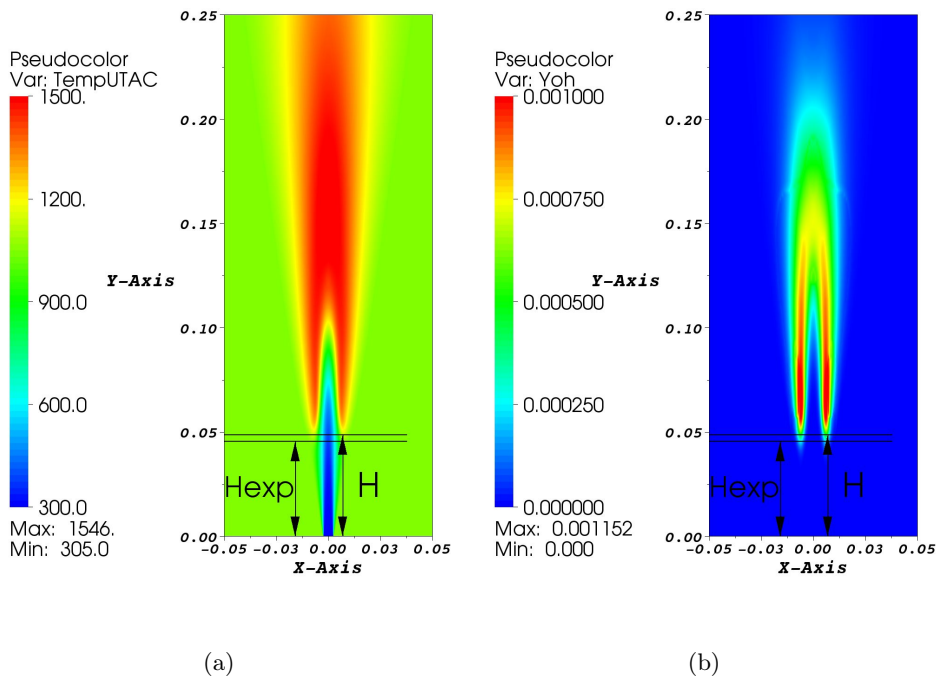 Pseudocolor
Var: TempUTAC
1500.
1200.
900.0
600.0
300.0
Max: 1546.
Min: 305.0
0.25
0.20
0.15
Y-Axis
0.10
0.05
0.00
Hexp
H
-0.05 -0.03 0.00 0.03 0.05
X-Axis
(a)
Pseudocolor
Var: Yoh
0.001000
0.000750
0.000500
0.000250
0.000000
Max: 0.001152
Min: 0.000
0.25
0.20
0.15
Y-Axis
0.10
0.05
0.00
Hexp
H
-0.05 -0.03 0.00 0.03 0.05
X-Axis
(b)